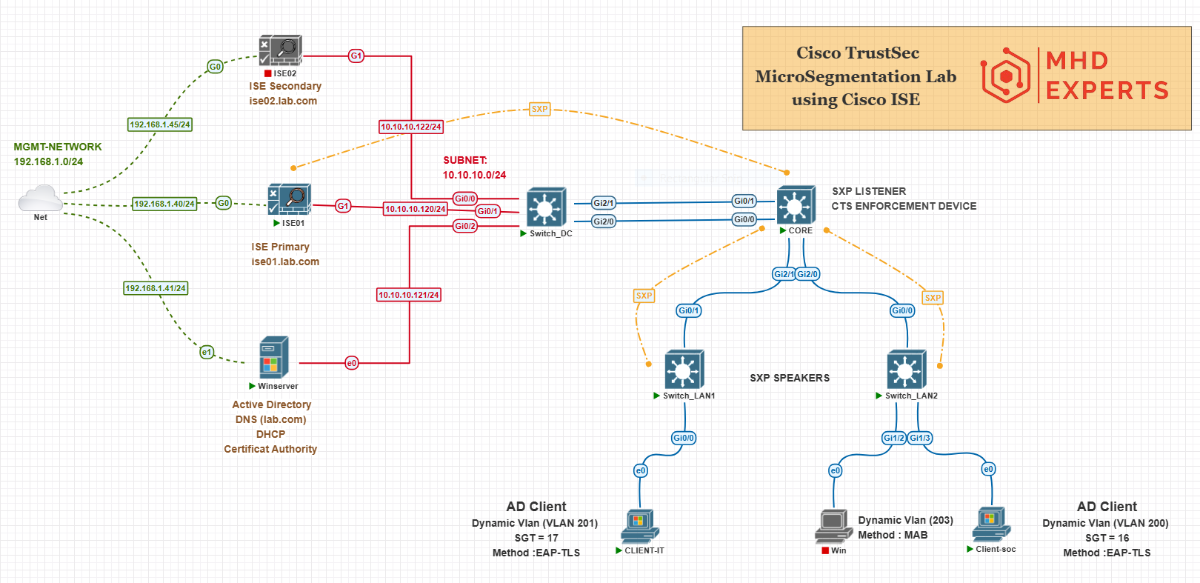 Cisco TrustSec
MicroSegmentation Lab
using Cisco ISE
MHD
EXPERTS
G0
G1
ISE02
ISE Secondary
ise02.lab.com
192.168.1.45/24
10.10.10.122/24
SXP
MGMT-NETWORK
192.168.1.0/24
SUBNET:
10.10.10.0/24
Net
192.168.1.40/24
G0
ISE01
G1
10.10.10.120/24
Gi0/0
Gi0/1
Gi0/2
Switch_DC
Gi2/1
Gi2/0
Gi0/1
Gi0/0
CORE
SXP LISTENER
CTS ENFORCEMENT DEVICE
ISE Primary
ise01.lab.com
192.168.1.41/24
10.10.10.121/24
Gi2/1
Gi2/0
SXP
SXP
Gi0/1
Gi0/0
e1
e0
Winserver
Active Directory
DNS (lab.com)
DHCP
Certificat Authority
Switch_LAN1
SXP SPEAKERS
Switch_LAN2
Gi0/0
Gi1/2
Gi1/3
e0
e0
e0
AD Client
Dynamic Vlan (VLAN 201)
SGT = 17
Method :EAP-TLS
CLIENT-IT
Dynamic Vlan (203)
Method : MAB
Win
Client-soc
AD Client
Dynamic Vlan (VLAN 200)
SGT = 16
Method :EAP-TLS